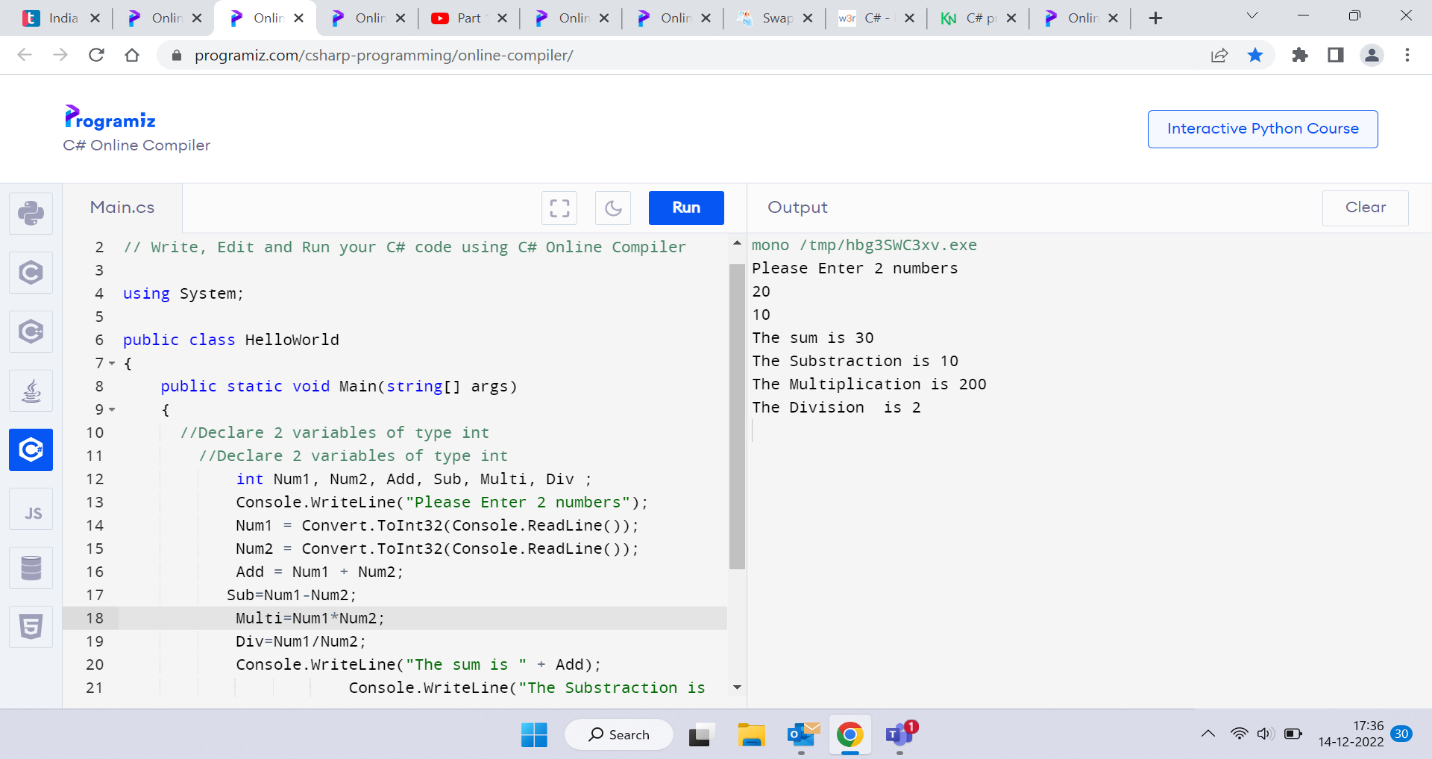 India
Onlin
Onlin
Onlin
Part
Onlin
Onlin
Swap
w3r C# -
KN C# p
Onlin
programiz.com/csharp-programming/online-compiler/
Programiz
C# Online Compiler
Interactive Python Course
Main.cs
Run
Output
Clear
2 // Write, Edit and Run your C# code using C# Online Compiler
3
4 using System;
5
6 public class HelloWorld
7 {
8 public static void Main(string[] args)
9 {
10 //Declare 2 variables of type int
11 //Declare 2 variables of type int
12 int Num1, Num2, Add, Sub, Multi, Div ;
13 Console.WriteLine("Please Enter 2 numbers");
14 Num1 = Convert.ToInt32(Console.ReadLine());
15 Num2 = Convert.ToInt32(Console.ReadLine());
16 Add = Num1 + Num2;
17 Sub=Num1-Num2;
18 Multi=Num1*Num2;
19 Div=Num1/Num2;
20 Console.WriteLine("The sum is " + Add);
21 Console.WriteLine("The Substraction is
mono /tmp/hbg3SWC3xv.exe
Please Enter 2 numbers
20
10
The sum is 30
The Substraction is 10
The Multiplication is 200
The Division  is 2
JS
Search
1
17:36
14-12-2022
30